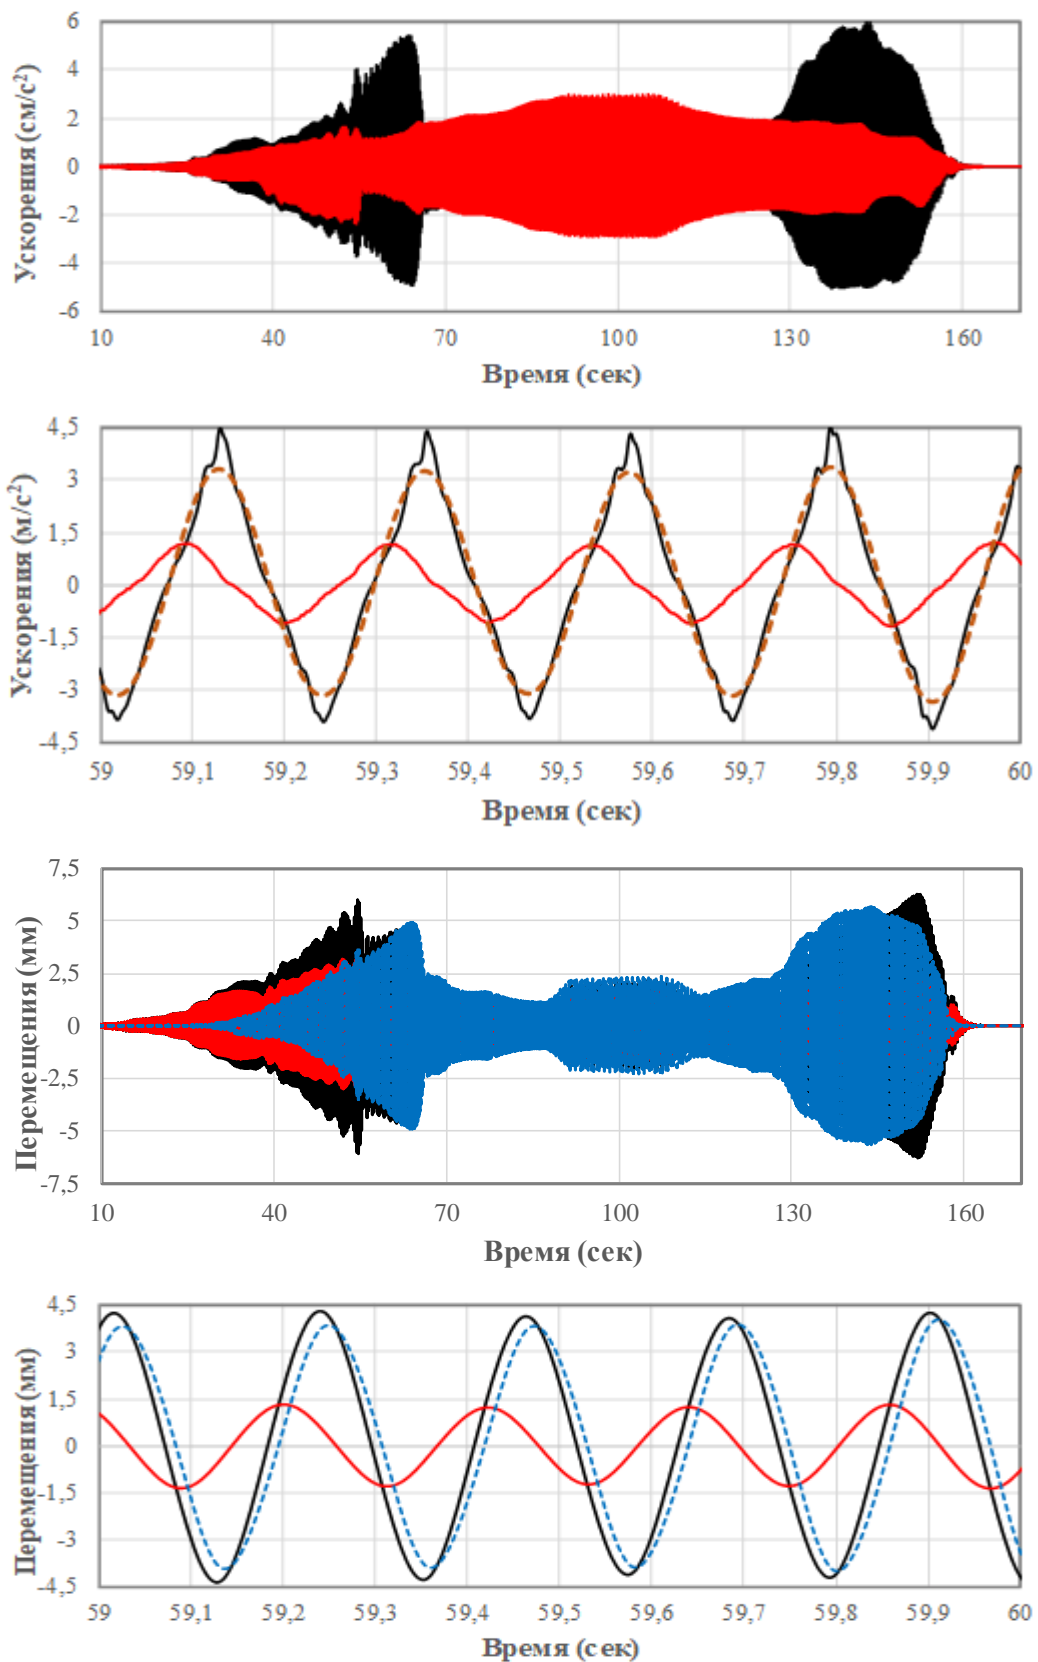 Ускорения (см/с²)
6
4
2
0
-2
-4
-6
10 40 70 100 130 160
Время (сек)
Ускорения (м/с²)
4,5
3
1,5
0
-1,5
-3
-4,5
59 59,1 59,2 59,3 59,4 59,5 59,6 59,7 59,8 59,9 60
Время (сек)
Перемещения (мм)
7,5
5
2,5
0
-2,5
-5
-7,5
10 40 70 100 130 160
Время (сек)
Перемещения (мм)
4,5
3
1,5
0
-1,5
-3
-4,5
59 59,1 59,2 59,3 59,4 59,5 59,6 59,7 59,8 59,9 60
Время (сек)